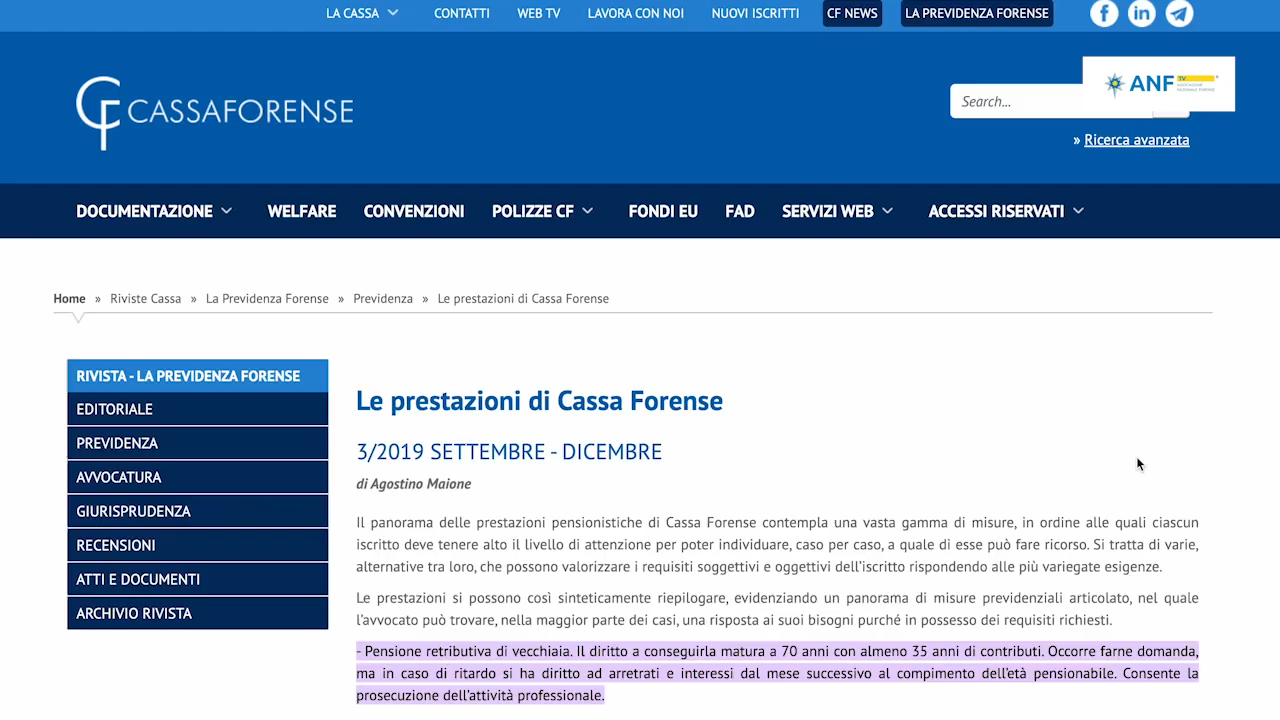 LA CASSA CONTATTI WEB TV LAVORA CON NOI NUOVI ISCRITTI CF NEWS LA PREVIDENZA FORENSE
CASSAFORENSE
Search...
ANF TV
» Ricerca avanzata
DOCUMENTAZIONE WELFARE CONVENZIONI POLIZZE CF FONDI EU FAD SERVIZI WEB ACCESSI RISERVATI
Home » Riviste Cassa » La Previdenza Forense » Previdenza » Le prestazioni di Cassa Forense
RIVISTA - LA PREVIDENZA FORENSE
EDITORIALE
PREVIDENZA
AVVOCATURA
GIURISPRUDENZA
RECENSIONI
ATTI E DOCUMENTI
ARCHIVIO RIVISTA
Le prestazioni di Cassa Forense
3/2019 SETTEMBRE - DICEMBRE
di Agostino Maione
Il panorama delle prestazioni pensionistiche di Cassa Forense contempla una vasta gamma di misure, in ordine alle quali ciascun
iscritto deve tenere alto il livello di attenzione per poter individuare, caso per caso, a quale di esse può fare ricorso. Si tratta di varie,
alternative tra loro, che possono valorizzare i requisiti soggettivi e oggettivi dell'iscritto rispondendo alle più variegate esigenze.
Le prestazioni si possono così sinteticamente riepilogare, evidenziando un panorama di misure previdenziali articolato, nel quale
l'avvocato può trovare, nella maggior parte dei casi, una risposta ai suoi bisogni purché in possesso dei requisiti richiesti.
- Pensione retributiva di vecchiaia. Il diritto a conseguirla matura a 70 anni con almeno 35 anni di contributi. Occorre farne domanda,
ma in caso di ritardo si ha diritto ad arretrati e interessi dal mese successivo al compimento dell'età pensionabile. Consente la
prosecuzione dell'attività professionale.